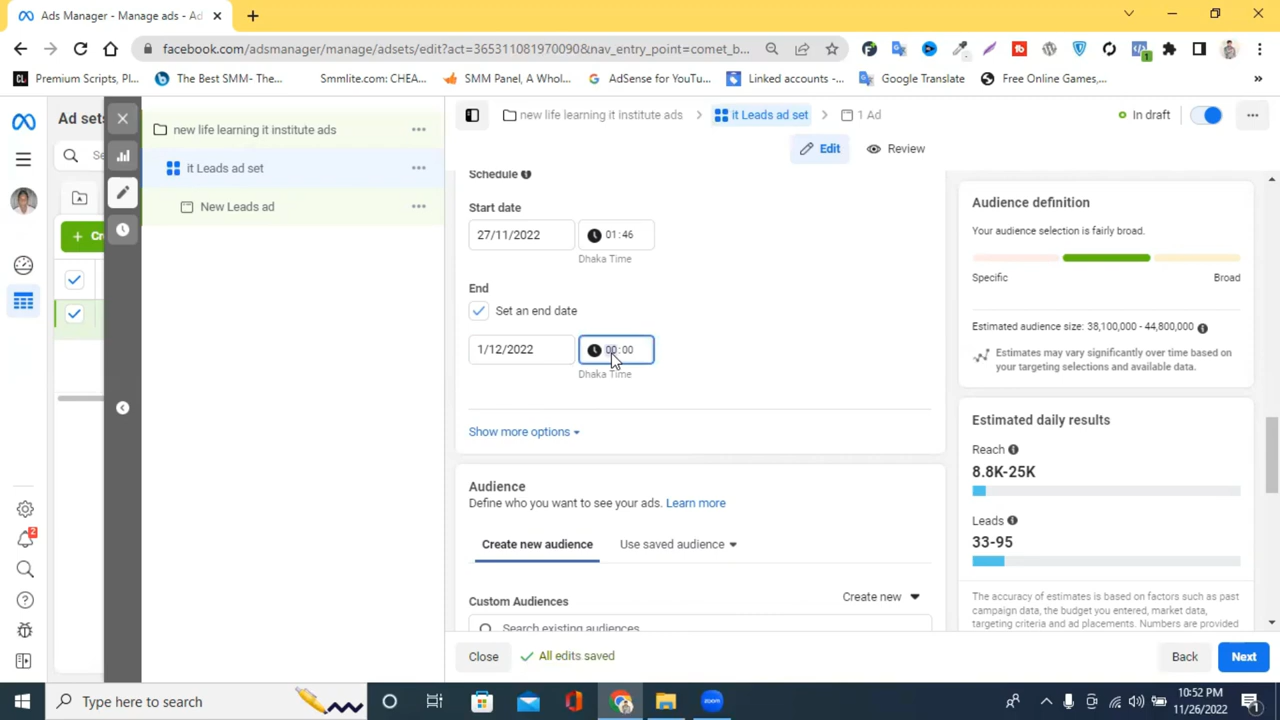 Ads Manager - Manage ads - Ad
facebook.com/adsmanager/manage/adsets/edit?act=3653110819700908&nav_entry_point=comet_b...
Premium Scripts, Pl...
The Best SMM- The...
Smmlite.com: CHEA...
SMM Panel, A Whol...
AdSense for YouTu...
Linked accounts -...
Google Translate
Free Online Games,...
»
Ad sets
new life learning it institute ads
it Leads ad set
New Leads ad
new life learning it institute ads
it Leads ad set
1 Ad
In draft
Edit
Review
Schedule
Start date
27/11/2022
01:46
Dhaka Time
End
Set an end date
1/12/2022
00:00
Dhaka Time
Show more options
Audience
Define who you want to see your ads. Learn more
Create new audience
Use saved audience
Custom Audiences
Create new
Search existing audiences
Audience definition
Your audience selection is fairly broad.
Specific
Broad
Estimated audience size: 38,100,000 - 44,800,000
Estimates may vary significantly over time based on
your targeting selections and available data.
Estimated daily results
Reach
8.8K-25K
Leads
33-95
The accuracy of estimates is based on factors such as past
campaign data, the budget you entered, market data,
targeting criteria and ad placements. Numbers are provided
Close
All edits saved
Back
Next
2
Type here to search
10:52 PM
11/26/2022
1